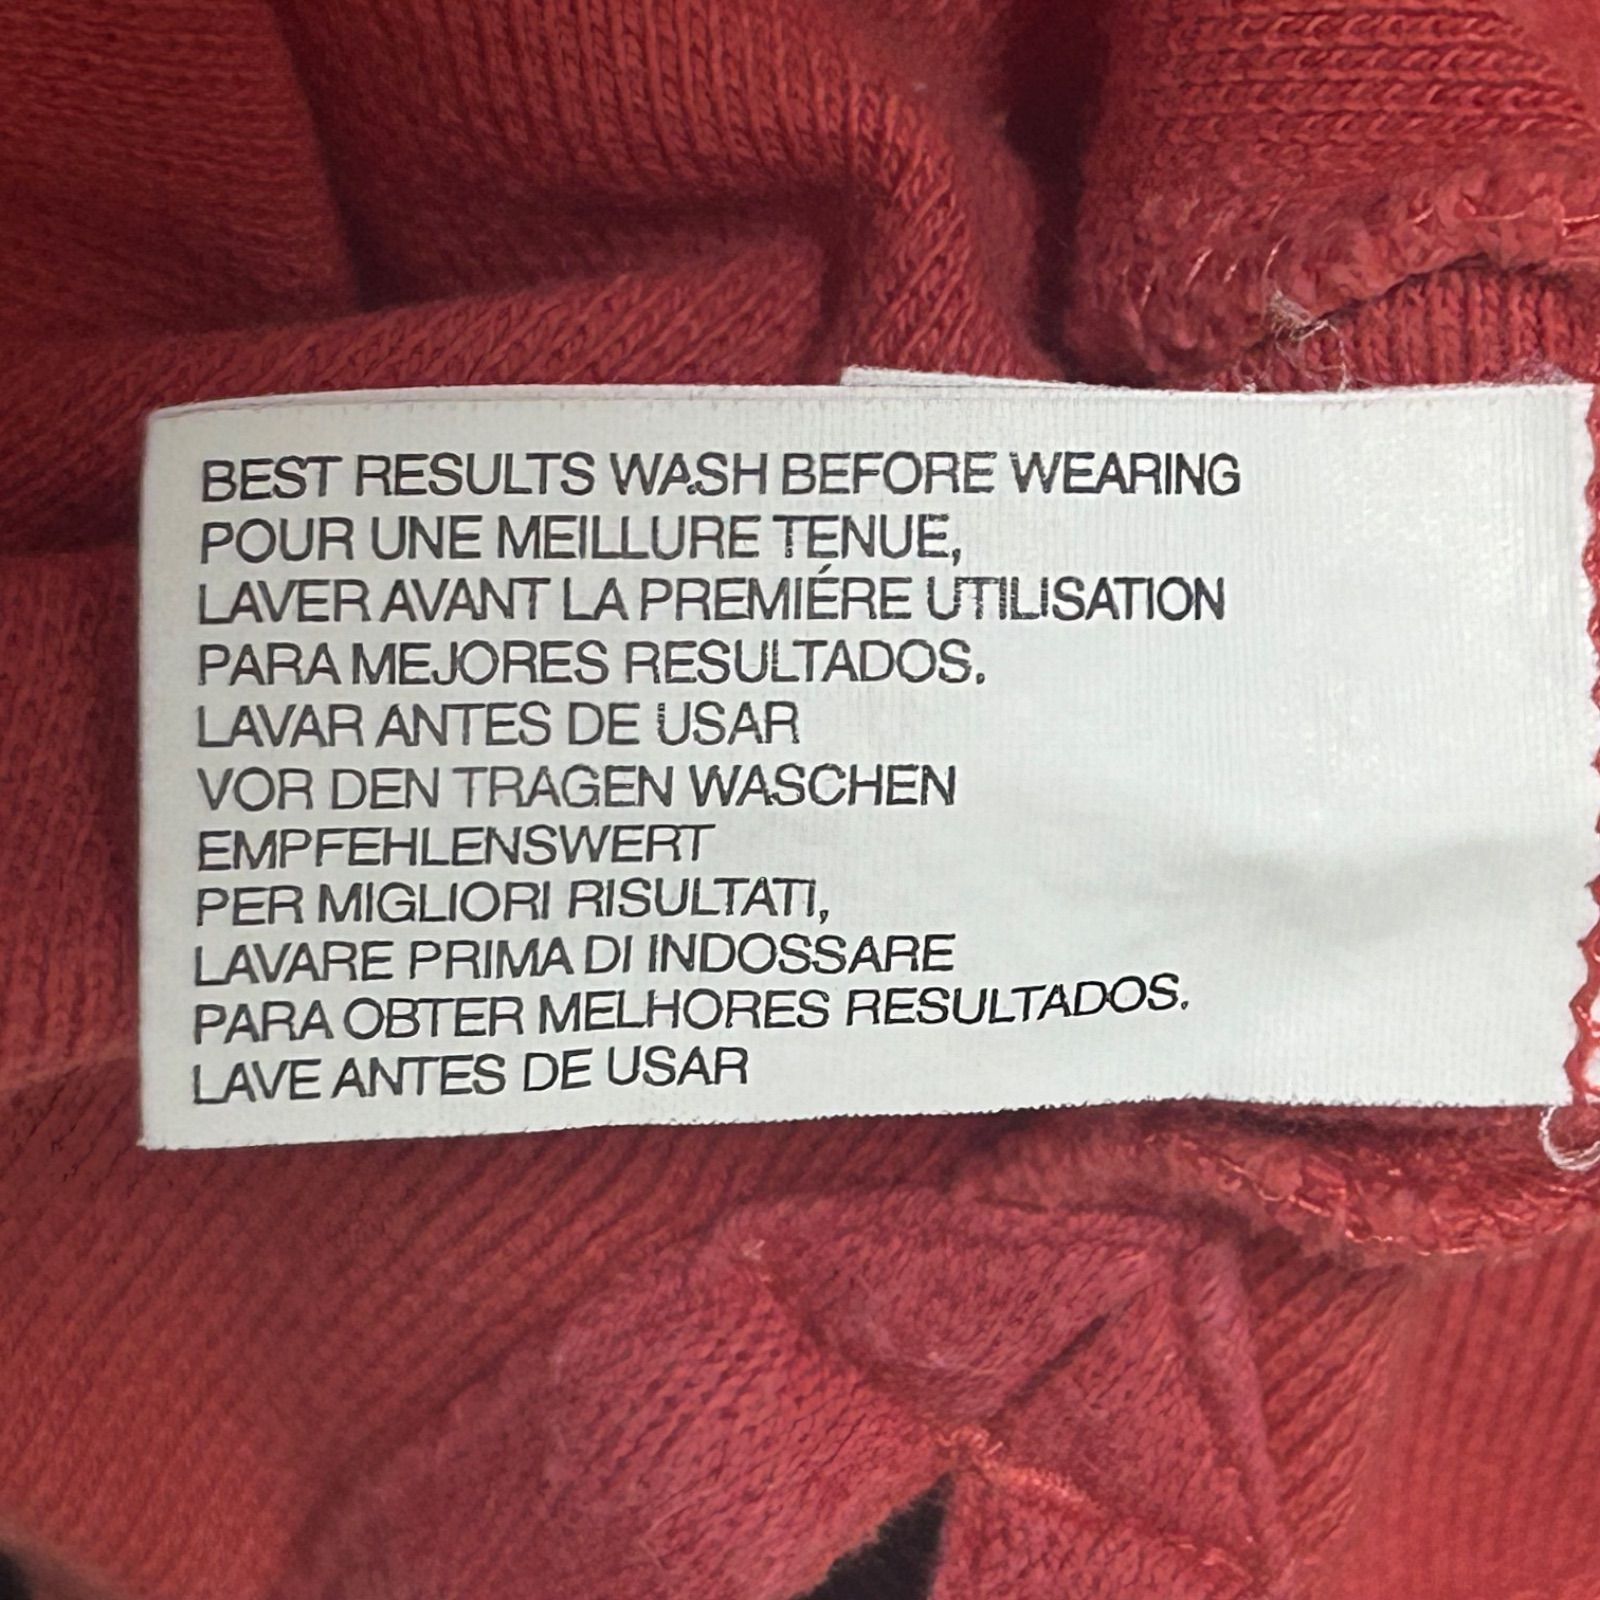 BEST RESULTS WASH BEFORE WEARING
POUR UNE MEILLURE TENUE,
LAVER AVANT LA PREMIÉRE UTILISATION
PARA MEJORES RESULTADOS.
LAVAR ANTES DE USAR
VOR DEN TRAGEN WASCHEN
EMPFEHLENSWERT
PER MIGLIORI RISULTATI,
LAVARE PRIMA DI INDOSSARE
PARA OBTER MELHORES RESULTADOS.
LAVE ANTES DE USAR